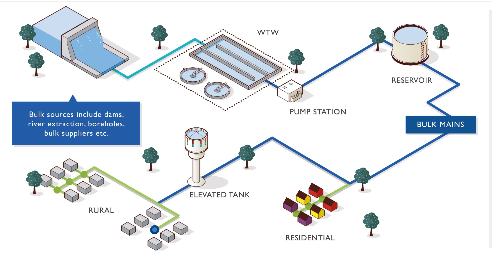 WTW
RESERVOIR
PUMP STATION
Bulk sources include dams,
river extraction, boreholes,
bulk suppliers etc.
BULK MAINS
ELEVATED TANK
RURAL
RESIDENTIAL